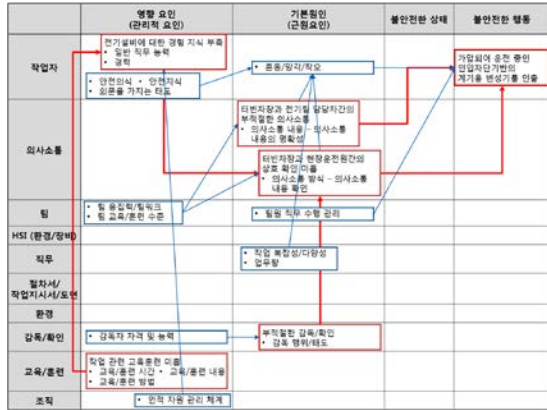 영향 요인
(관리적 요인)
기본원인
(근원요인)
불안전한 상태
불안전한 행동
작업자
전기설비에 대한 경험 지식 부족
• 일반 직무 능력
• 경력
• 안전의식 • 안전지식
• 의문을 가지는 태도
• 혼동/망각/착오
가압되어 운전 중인
인입차단기반의
계기용 변성기를 인출
의사소통
터빈차장과 전기팀 담당자간의
부적절한 의사소통
• 의사소통 내용 – 의사소통
내용의 명확성
터빈차장과 현장운전원간의
상호 확인 미흡
• 의사소통 방식 – 의사소통
내용 확인
팀
• 팀 응집력/팀워크
• 팀 교육/훈련 수준
• 팀원 직무 수행 관리
HSI (환경/장비)
직무
• 작업 복잡성/다양성
• 업무량
절차서/
작업지시서/도면
환경
감독/확인
• 감독자 자격 및 능력
부적절한 감독/확인
• 감독 행위/태도
교육/훈련
작업 관련 교육훈련 미흡
• 교육/훈련 시간 • 교육/훈련 내용
• 교육/훈련 방법
조직
• 인적 자원 관리 체계